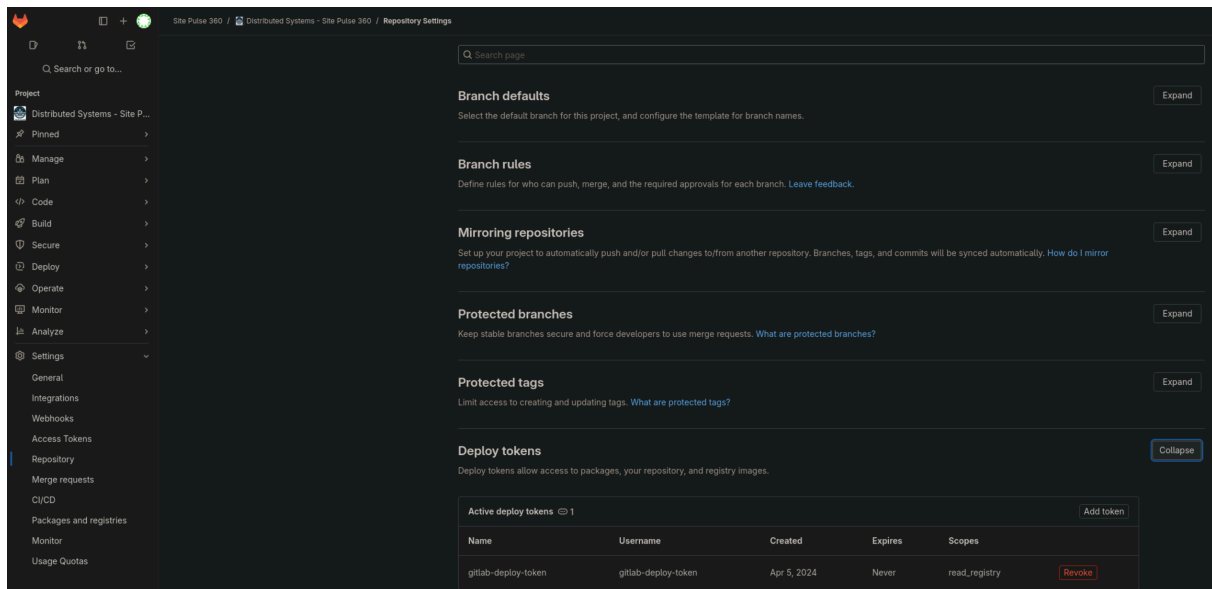 Site Pulse 360 / Distributed Systems - Site Pulse 360 / Repository Settings
Search or go to...
Project
Distributed Systems - Site P...
Pinned
Manage
Plan
Code
Build
Secure
Deploy
Operate
Monitor
Analyze
Settings
General
Integrations
Webhooks
Access Tokens
Repository
Merge requests
CI/CD
Packages and registries
Monitor
Usage Quotas
Search page
Branch defaults
Expand
Select the default branch for this project, and configure the template for branch names.
Branch rules
Expand
Define rules for who can push, merge, and the required approvals for each branch. Leave feedback.
Mirroring repositories
Expand
Set up your project to automatically push and/or pull changes to/from another repository. Branches, tags, and commits will be synced automatically. How do I mirror
repositories?
Protected branches
Expand
Keep stable branches secure and force developers to use merge requests. What are protected branches?
Protected tags
Expand
Limit access to creating and updating tags. What are protected tags?
Deploy tokens
Collapse
Deploy tokens allow access to packages, your repository, and registry images.
Active deploy tokens 1
Add token
Name Username Created Expires Scopes
gitlab-deploy-token gitlab-deploy-token Apr 5, 2024 Never read_registry Revoke